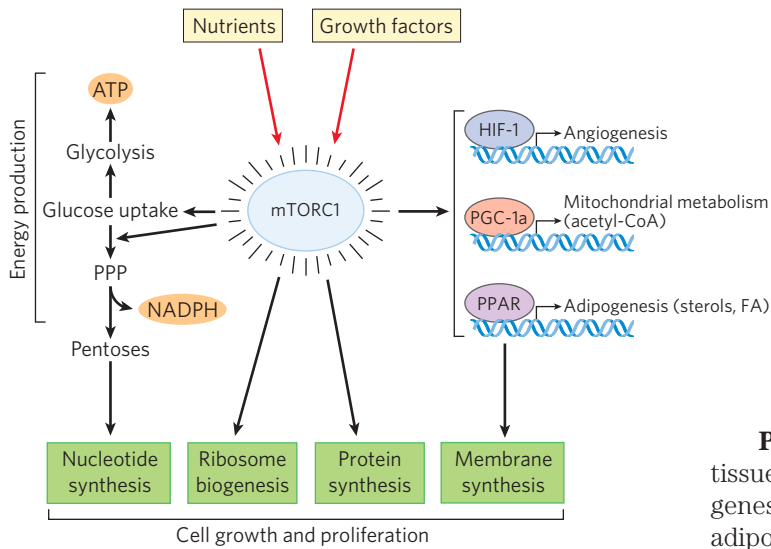 Nutrients
Growth factors
Energy production
ATP
Glycolysis
Glucose uptake
PPP
NADPH
Pentoses
mTORC1
HIF-1
Angiogenesis
PGC-1a
Mitochondrial metabolism
(acetyl-CoA)
PPAR
Adipogenesis (sterols, FA)
Nucleotide
synthesis
Ribosome
biogenesis
Protein
synthesis
Membrane
synthesis
Cell growth and proliferation
P
tissue
genes
adipo